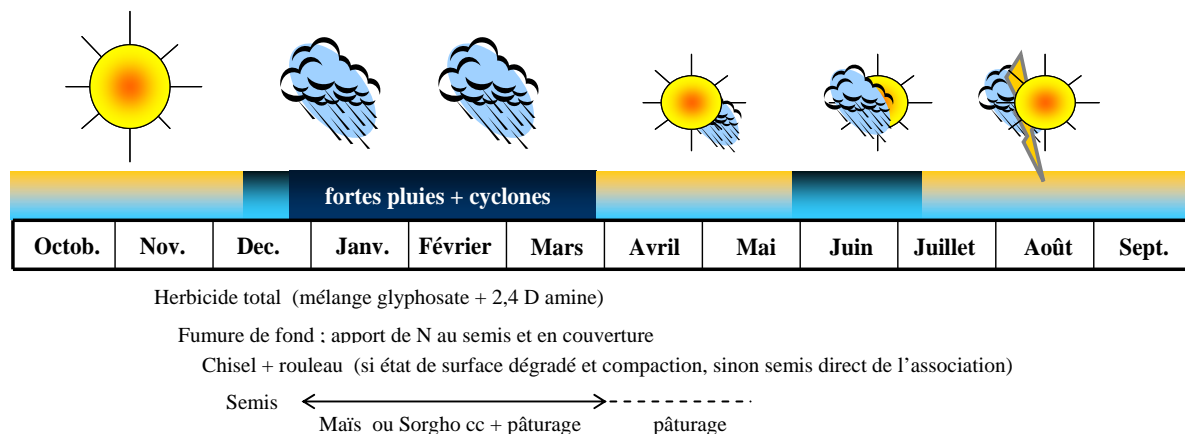 fortes pluies + cyclones
Octob. Nov. Dec. Janv. Février Mars Avril Mai Juin Juillet Août Sept.
Herbicide total (mélange glyphosate + 2,4 D amine)
Fumure de fond ; apport de N au semis et en couverture
Chisel + rouleau (si état de surface dégradé et compaction, sinon semis direct de l’association)
Semis
Maïs ou Sorgho cc + pâturage pâturage